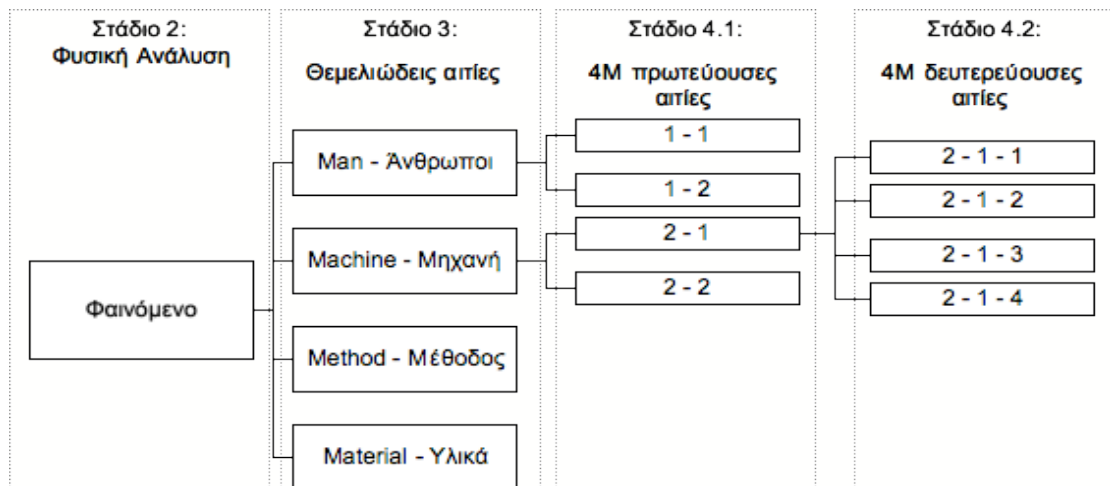 Στάδιο 2:
Φυσική Ανάλυση
Φαινόμενο
Στάδιο 3:
Θεμελιώδεις αιτίες
Man - Άνθρωποι
Machine - Μηχανή
Method - Μέθοδος
Material - Υλικά
Στάδιο 4.1:
4M πρωτεύουσες
αιτίες
1 - 1
1 - 2
2 - 1
2 - 2
Στάδιο 4.2:
4M δευτερεύουσες
αιτίες
2 - 1 - 1
2 - 1 - 2
2 - 1 - 3
2 - 1 - 4